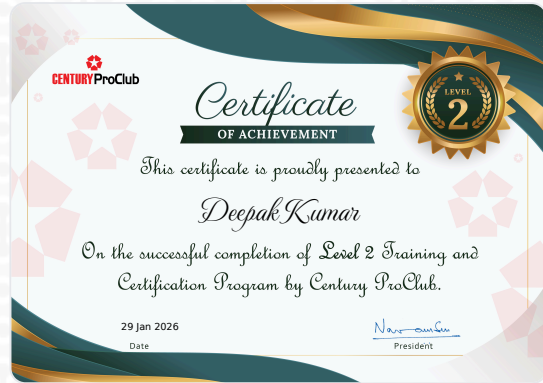 CENTURY ProClub
Certificate
OF ACHIEVEMENT
LEVEL
2
This certificate is proudly presented to
Deepak Kumar
On the successful completion of Level 2 Training and
Certification Program by Century ProClub.
29 Jan 2026
Date
President